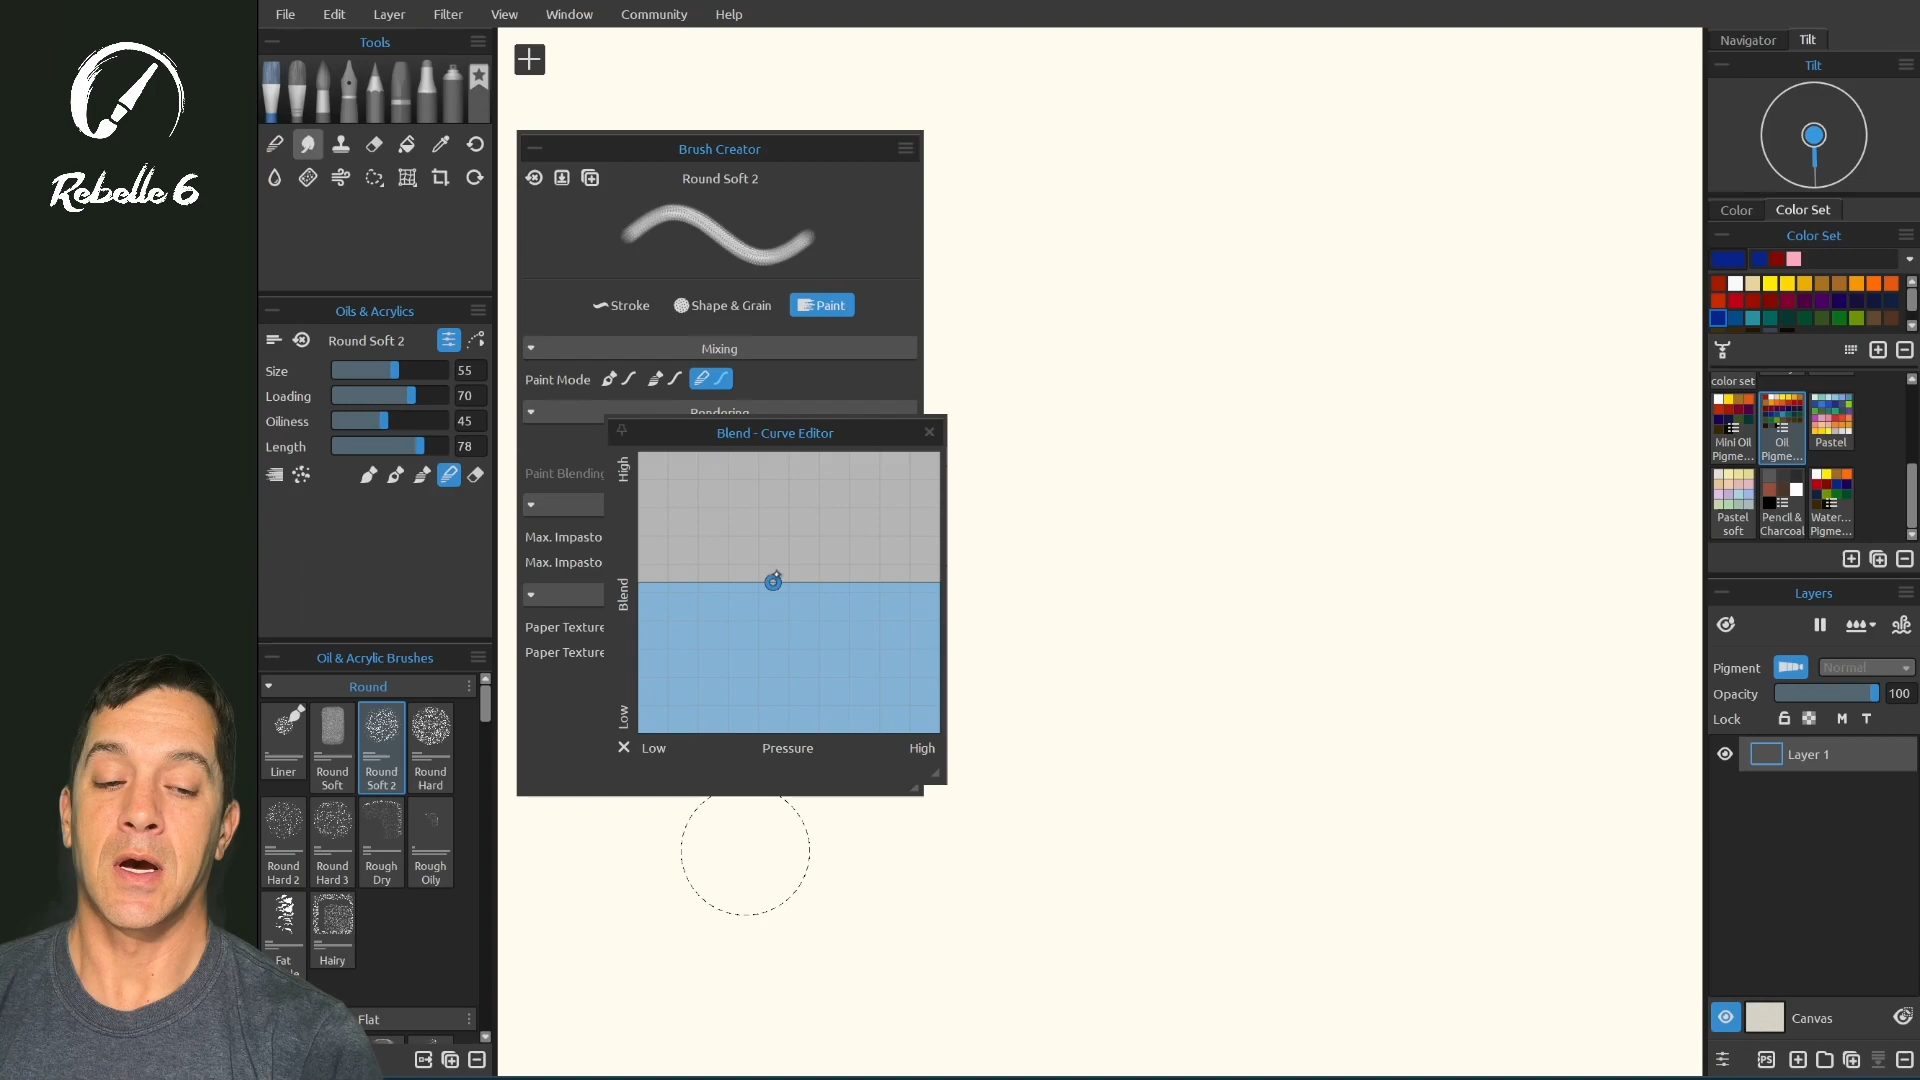 File Edit Layer Filter View Window Community Help
Rebelle 6
Tools
Oils & Acrylics
Round Soft 2
Size 55
Loading 70
Oiliness 45
Length 78
Oil & Acrylic Brushes
Round
Liner
Round Soft
Round Soft 2
Round Hard
Round Hard 2
Round Hard 3
Rough Dry
Rough Oily
Fat
Hairy
Flat
Brush Creator
Round Soft 2
Stroke Shape & Grain Paint
Mixing
Paint Mode
Rendering
Paint Blending
Max. Impasto
Max. Impasto
Paper Texture
Paper Texture
Blend - Curve Editor
High
Blend
Low
Low Pressure High
Navigator Tilt
Tilt
Color Color Set
Color Set
color set
Mini Oil Pigme...
Oil Pigme...
Pastel
Pastel soft
Pencil & Charcoal
Water... Pigme...
Layers
Pigment Normal
Opacity 100
Lock M T
Layer 1
Canvas
PS